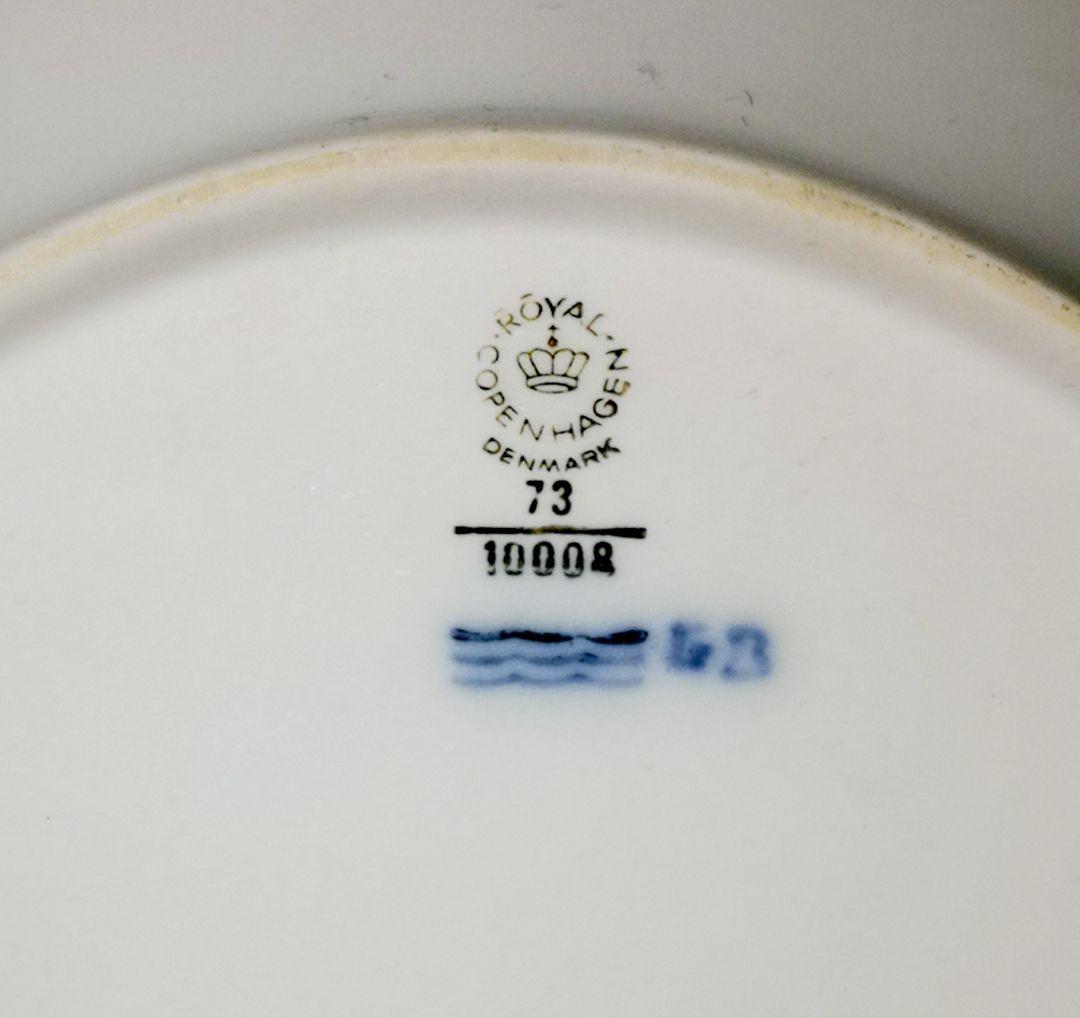 ROYAL
COPENHAGEN
DENMARK
73
10008